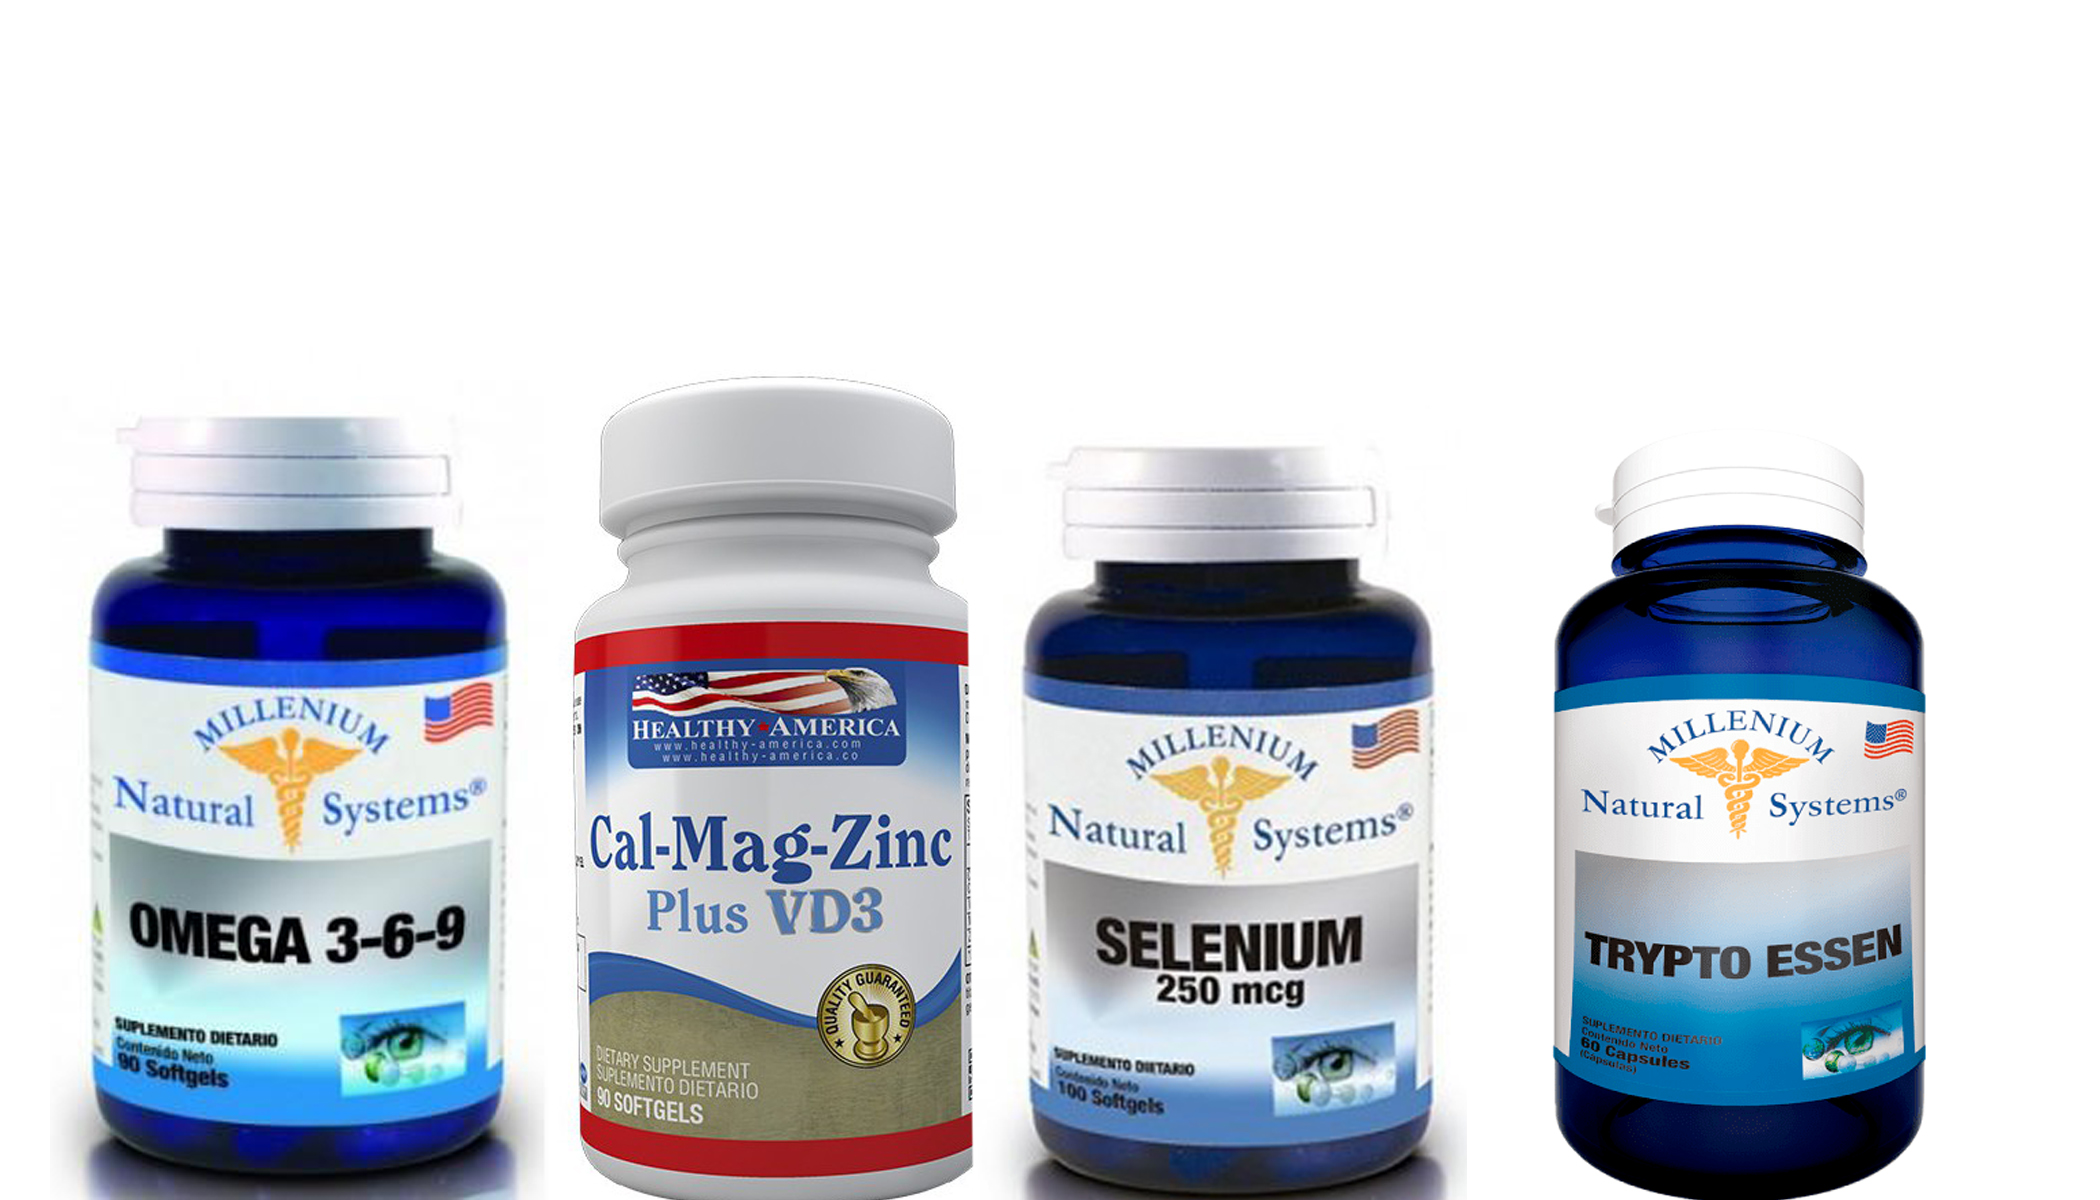 MILLENIUM
Natural Systems®
OMEGA 3-6-9
SUPLEMENTO DIETARIO
Contenido Neto
90 Softgels
HEALTHY AMERICA
www.healthy-america.com
www.healthy-america.co
Cal-Mag-Zinc
Plus VD3
QUALITY GUARANTEED
DIETARY SUPPLEMENT
SUPLEMENTO DIETARIO
90 SOFTGELS
MILLENIUM
Natural Systems®
SELENIUM
250 mcg
SUPLEMENTO DIETARIO
Contenido Neto
100 Softgels
MILLENIUM
Natural Systems®
TRYPTO ESSEN
SUPLEMENTO DIETARIO
Contenido Neto
60 Capsules
(Cápsulas)